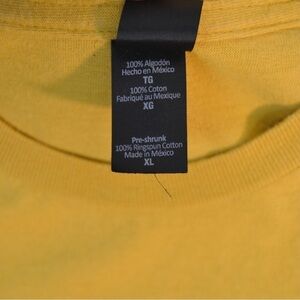 100% Algodón
Hecho en México
TG
100% Coton
Fabriqué au Mexique
XG
Pre-shrunk
100% Ringspun Cotton
Made in México
XL